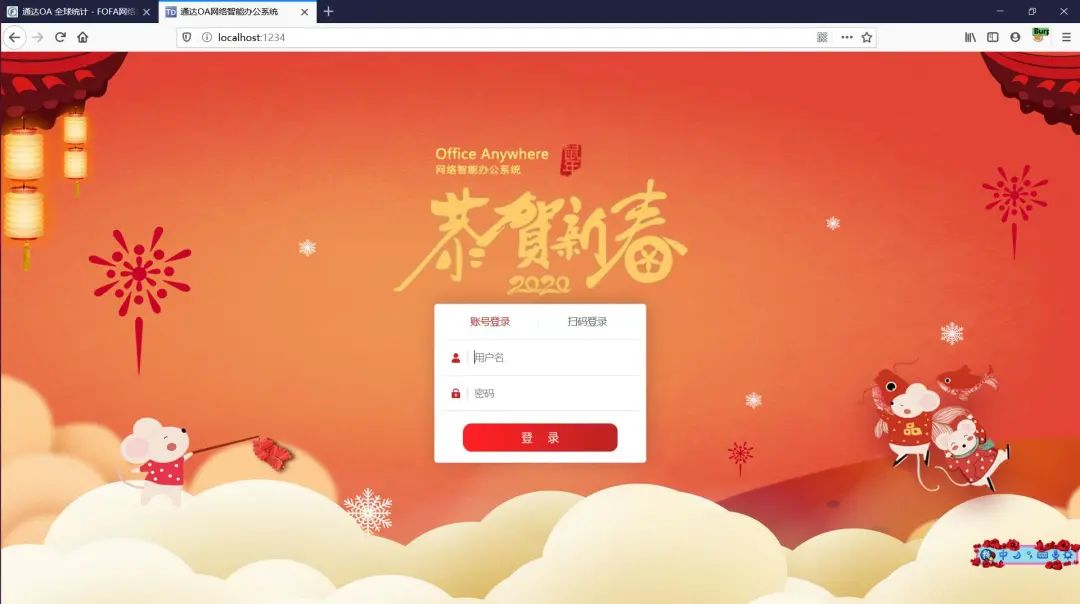 通达OA 全球统计 - FOFA网络
通达OA网络智能办公系统
localhost:1234
Burp
Office Anywhere
网络智能办公系统
恭賀新春
2020
账号登录
扫码登录
用户名
密码
登 录
中